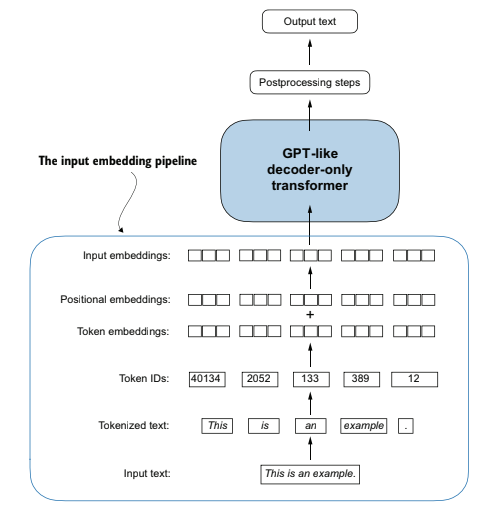 Output text
Postprocessing steps
GPT-like
decoder-only
transformer
The input embedding pipeline
Input embeddings:
Positional embeddings:
+
Token embeddings:
Token IDs: 40134 2052 133 389 12
Tokenized text: This is an example .
Input text: This is an example.